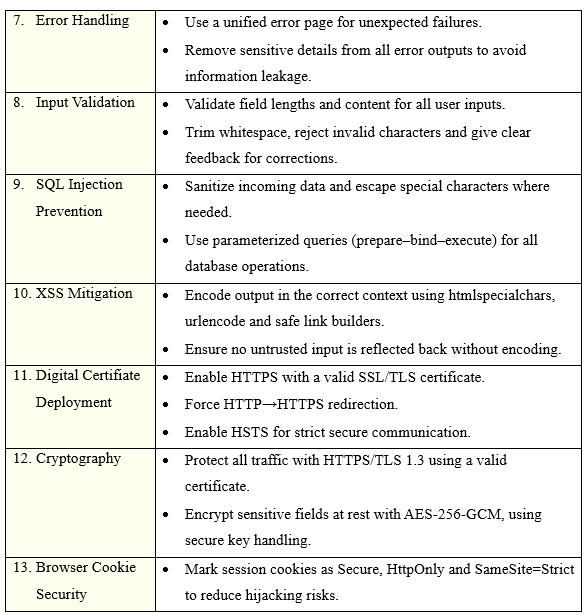 7. Error Handling
• Use a unified error page for unexpected failures.
• Remove sensitive details from all error outputs to avoid
information leakage.
8. Input Validation
• Validate field lengths and content for all user inputs.
• Trim whitespace, reject invalid characters and give clear
feedback for corrections.
9. SQL Injection
Prevention
• Sanitize incoming data and escape special characters where
needed.
• Use parameterized queries (prepare–bind–execute) for all
database operations.
10. XSS Mitigation
• Encode output in the correct context using htmlspecialchars,
urlencode and safe link builders.
• Ensure no untrusted input is reflected back without encoding.
11. Digital Certifiate
Deployment
• Enable HTTPS with a valid SSL/TLS certificate.
• Force HTTP→HTTPS redirection.
• Enable HSTS for strict secure communication.
12. Cryptography
• Protect all traffic with HTTPS/TLS 1.3 using a valid
certificate.
• Encrypt sensitive fields at rest with AES-256-GCM, using
secure key handling.
13. Browser Cookie
Security
• Mark session cookies as Secure, HttpOnly and SameSite=Strict
to reduce hijacking risks.